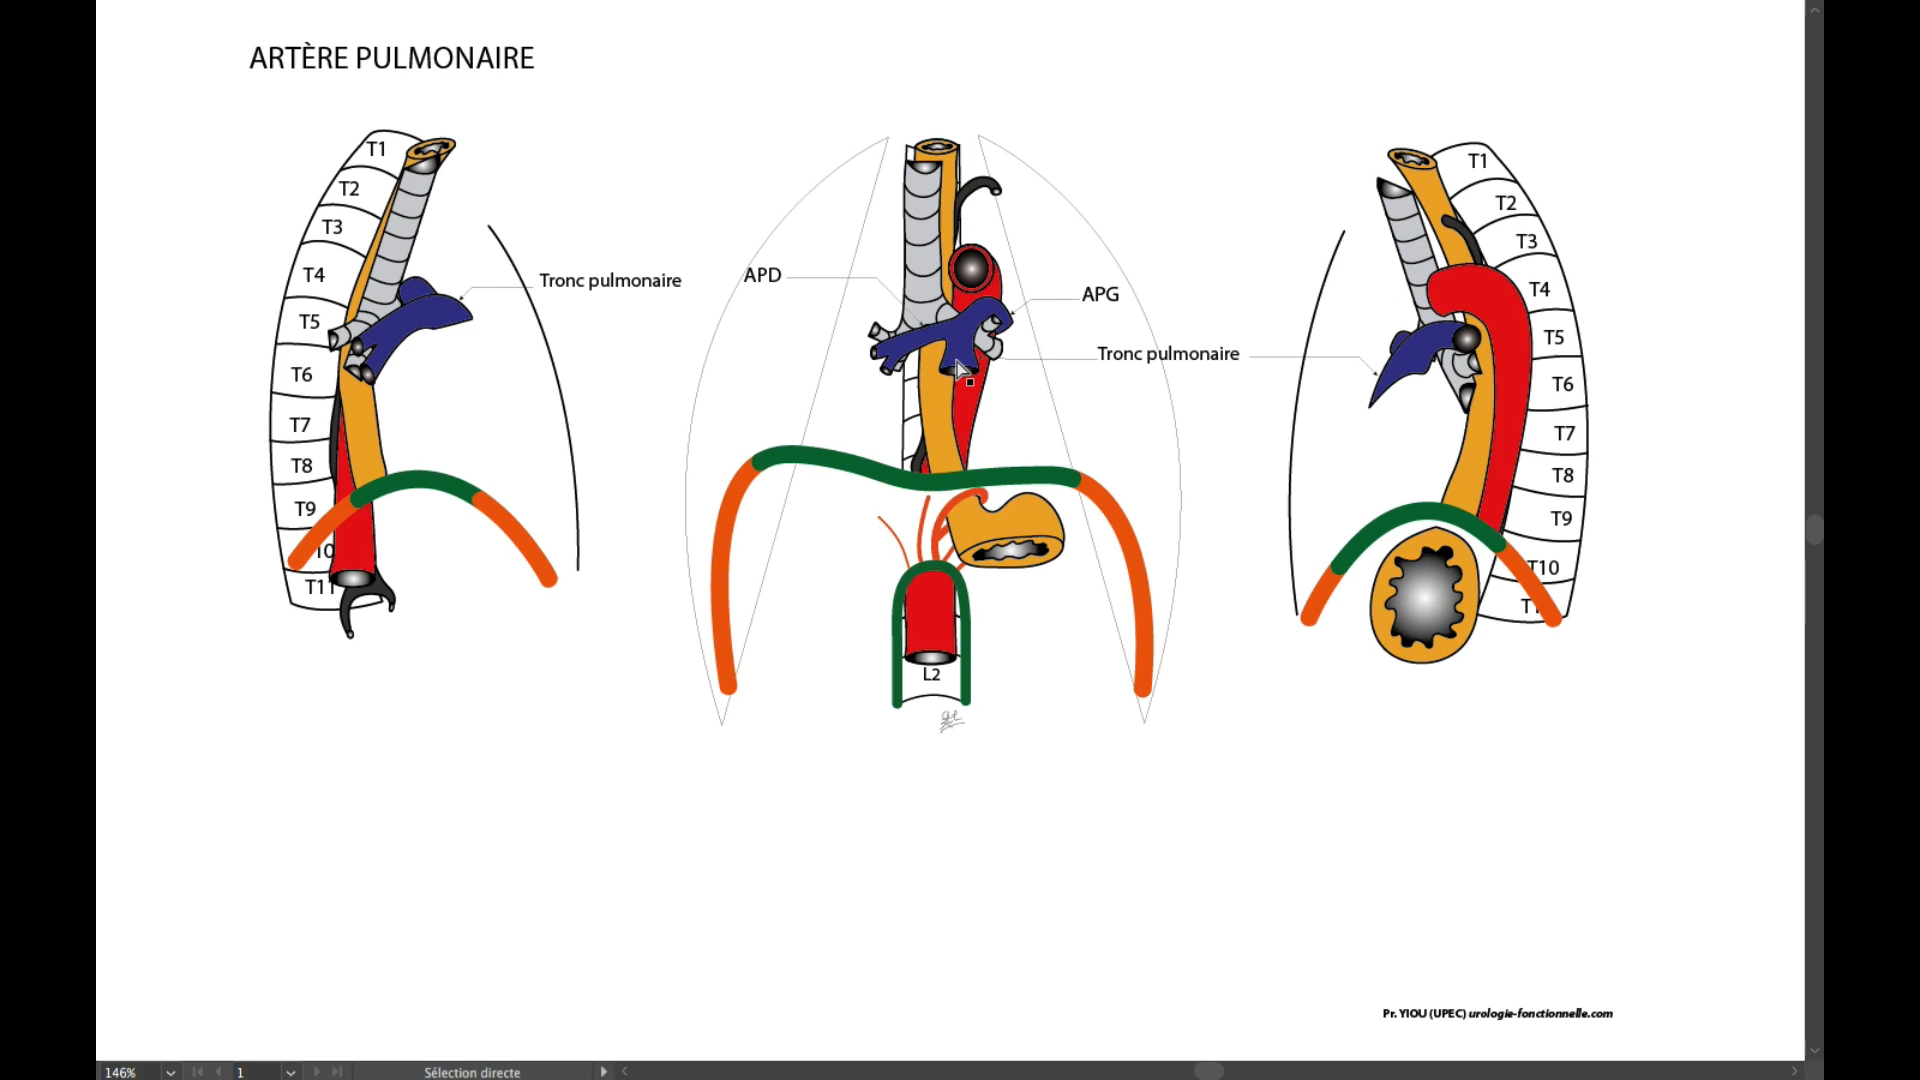 ARTÈRE PULMONAIRE
T1
T2
T3
T4
T5
T6
T7
T8
T9
10
T11
Tronc pulmonaire
APD
APG
Tronc pulmonaire
L2
T1
T2
T3
T4
T5
T6
T7
T8
T9
T10
Pr. YIOU (UPEC) urologie-fonctionnelle.com
146%
1
Sélection directe